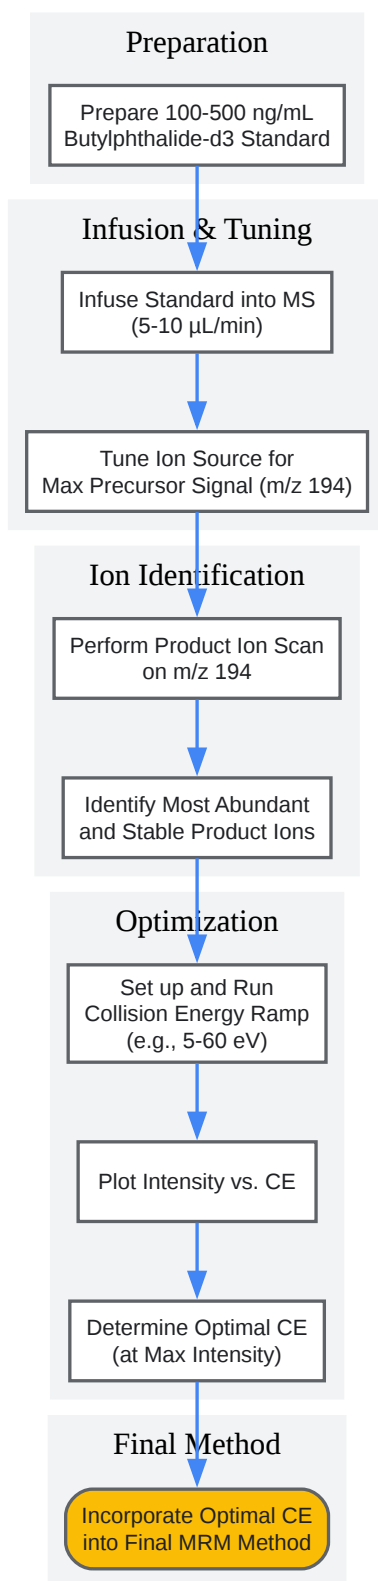 Preparation
Prepare 100-500 ng/mL
Butylphthalide-d3 Standard
Infusion & Tuning
Infuse Standard into MS
(5-10 µL/min)
Tune Ion Source for
Max Precursor Signal (m/z 194)
Ion Identification
Perform Product Ion Scan
on m/z 194
Identify Most Abundant
and Stable Product Ions
Optimization
Set up and Run
Collision Energy Ramp
(e.g., 5-60 eV)
Plot Intensity vs. CE
Determine Optimal CE
(at Max Intensity)
Final Method
Incorporate Optimal CE
into Final MRM Method